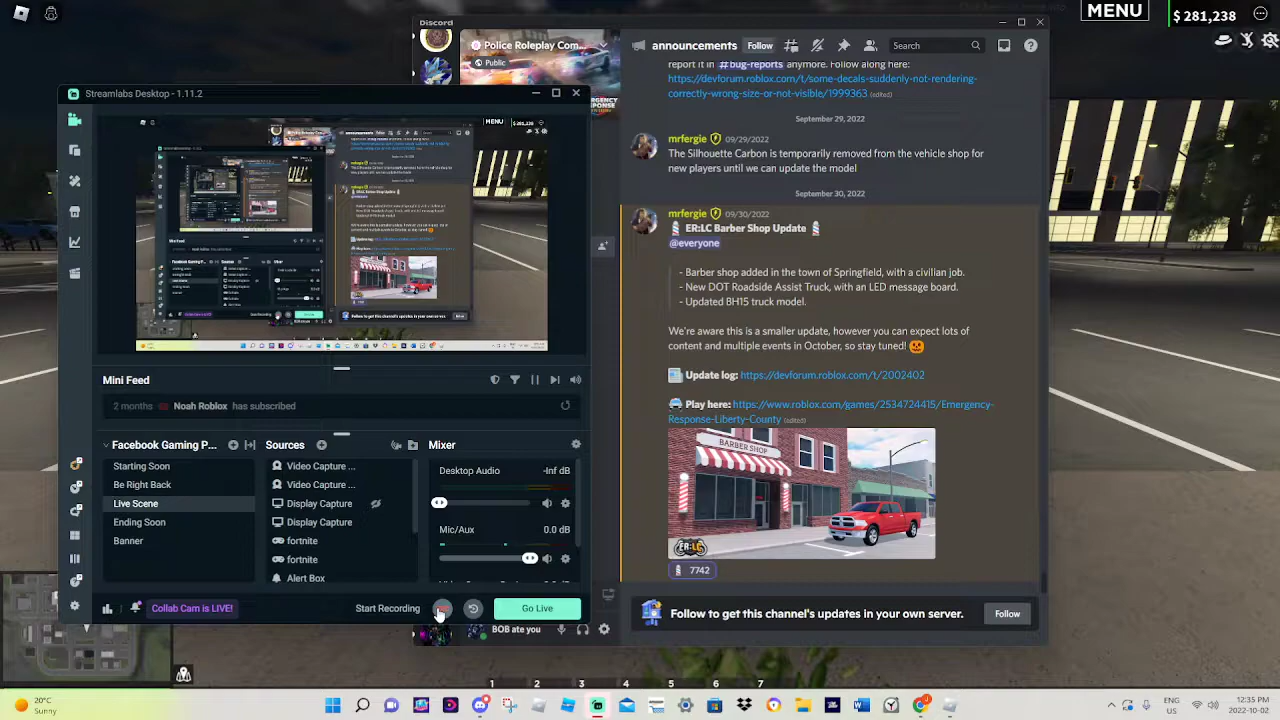 Discord
MENU
$ 281,238
Police Roleplay Com...
Public
announcements
Follow
Search
report it in #bug-reports anymore. Follow along here:
https://devforum.roblox.com/t/some-decals-suddenly-not-rendering-
correctly-wrong-size-or-not-visible/1999363 (edited)
September 29, 2022
mrfergie 09/29/2022
The Silhouette Carbon is temporarily removed from the vehicle shop for
new players until we can update the model.
September 30, 2022
mrfergie 09/30/2022
ER:LC Barber Shop Update
@everyone
- Barber shop added in the town of Springfield, with a civilian job.
- New DOT Roadside Assist Truck, with an LED message board.
- Updated BH15 truck model.
We're aware this is a smaller update, however you can expect lots of
content and multiple events in October, so stay tuned!
Update log: https://devforum.roblox.com/t/2002402
Play here: https://www.roblox.com/games/2534724415/Emergency-
Response-Liberty-County (edited)
BARBER SHOP
ER:LC
7742
Follow to get this channel's updates in your own server.
Follow
BOB ate you
Streamlabs Desktop - 1.11.2
Mini Feed
2 months Noah Roblox has subscribed
Facebook Gaming P...
Starting Soon
Be Right Back
Live Scene
Ending Soon
Banner
Sources
Video Capture ...
Video Capture ...
Display Capture
Display Capture
fortnite
fortnite
Alert Box
Mixer
Desktop Audio
-Inf dB
Mic/Aux
0.0 dB
Collab Cam is LIVE!
Start Recording
Go Live
1 2 3 4 5 6 7
20°C
Sunny
ENG
US
12:35 PM
2022-10-02